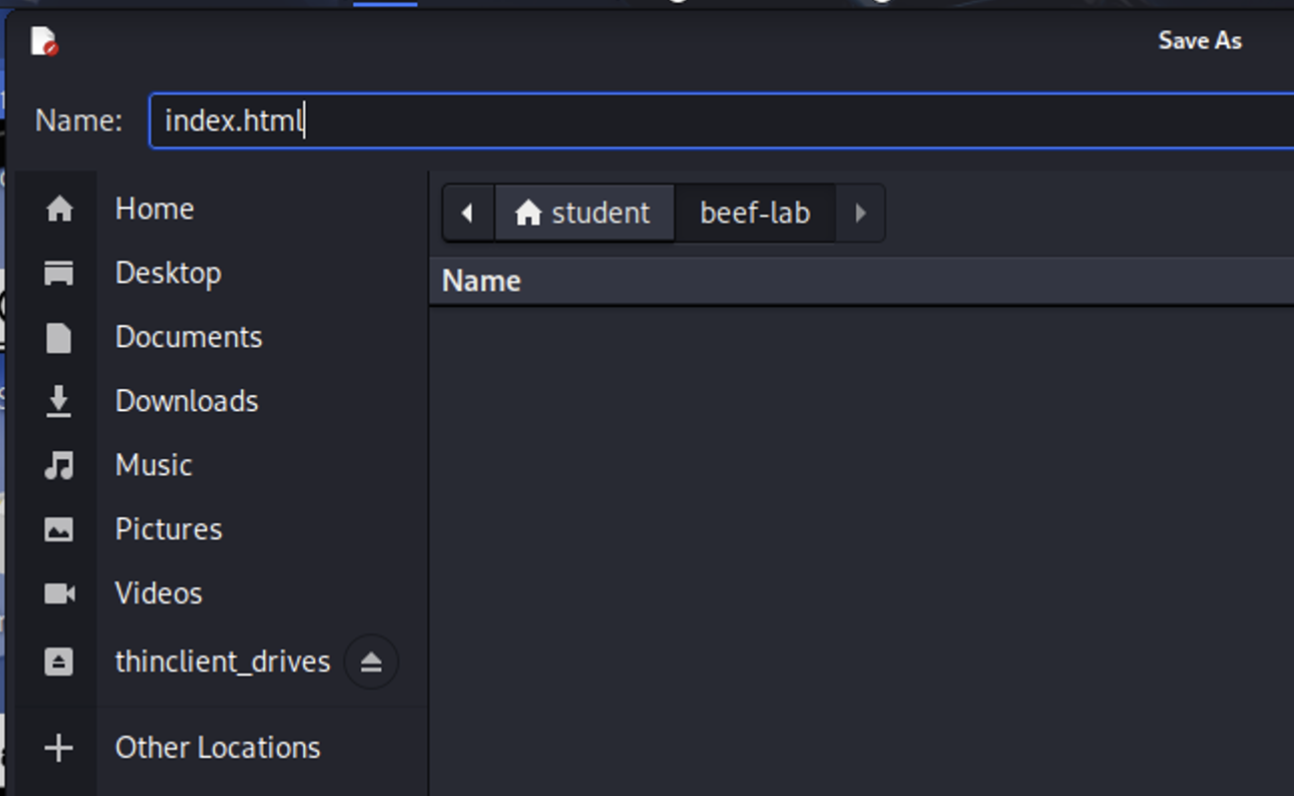 Save As
Name: index.html
Home
student beef-lab
Name
Desktop
Documents
Downloads
Music
Pictures
Videos
thinclient_drives
Other Locations